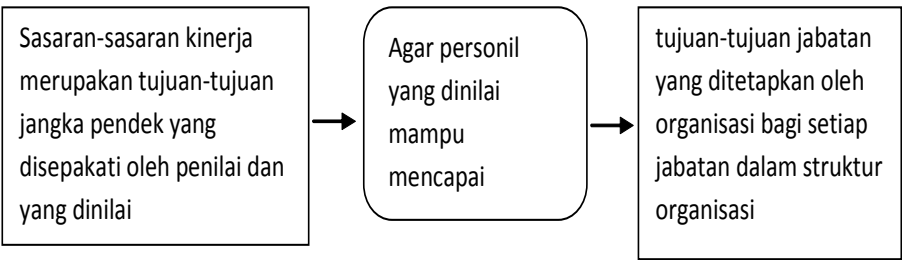 Sasaran-sasaran kinerja
merupakan tujuan-tujuan
jangka pendek yang
disepakati oleh penilai dan
yang dinilai
Agar personil
yang dinilai
mampu
mencapai
tujuan-tujuan jabatan
yang ditetapkan oleh
organisasi bagi setiap
jabatan dalam struktur
organisasi